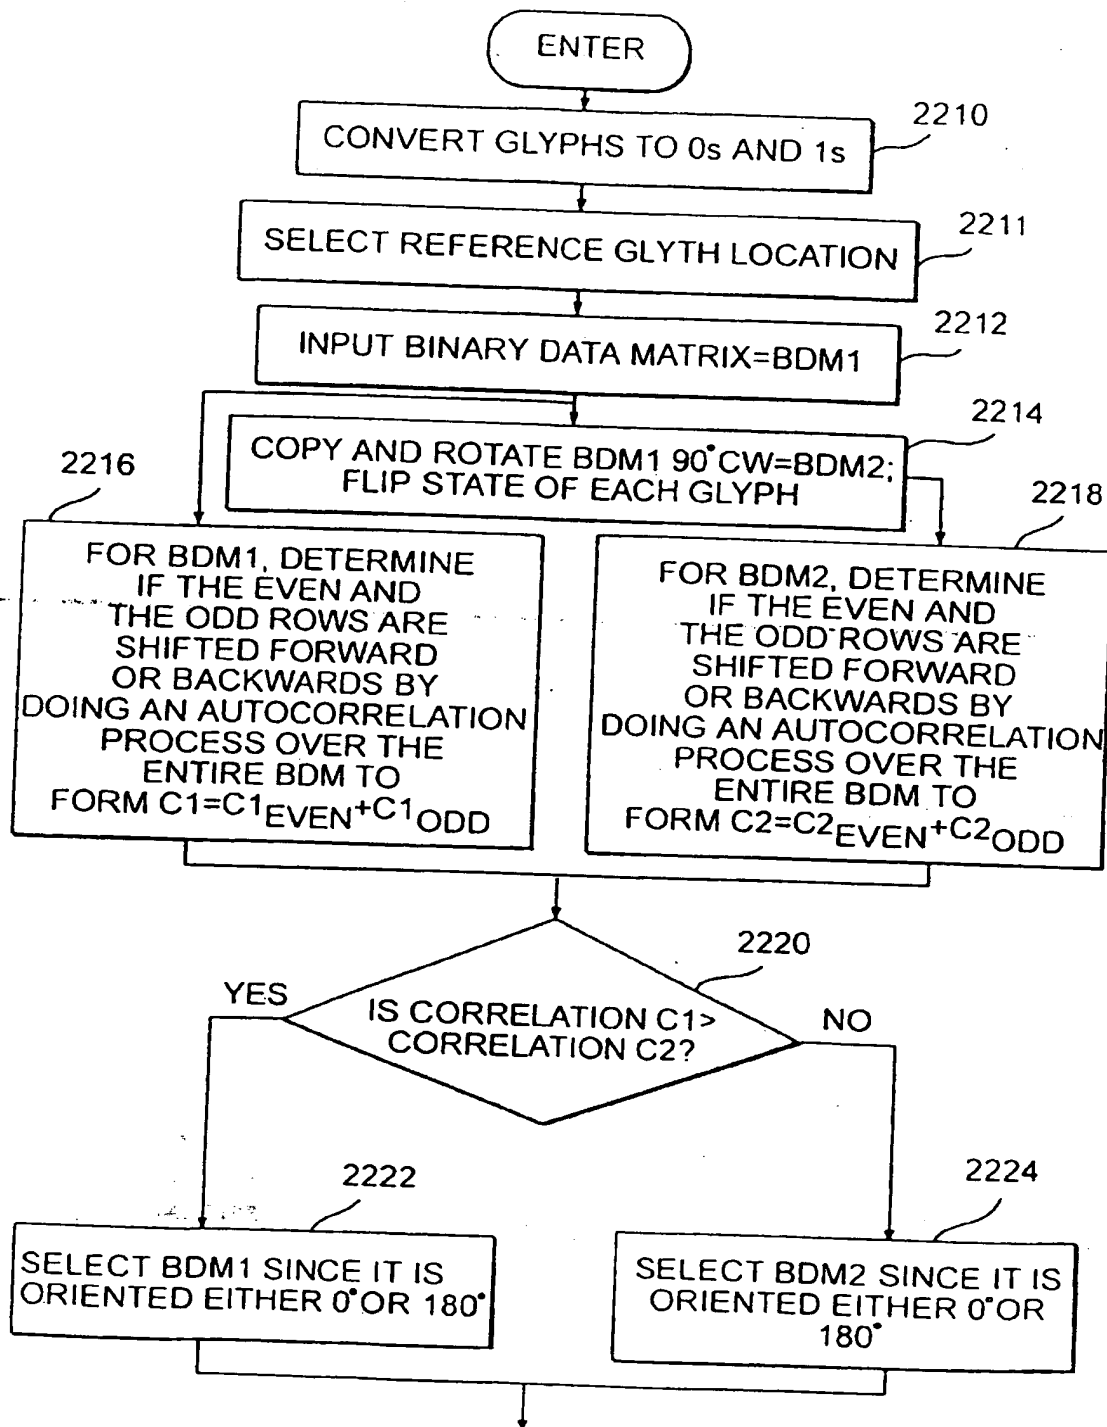 ENTER
2210
CONVERT GLYPHS TO 0s AND 1s
2211
SELECT REFERENCE GLYTH LOCATION
2212
INPUT BINARY DATA MATRIX=BDM1
2214
COPY AND ROTATE BDM1 90°CW=BDM2;
FLIP STATE OF EACH GLYPH
2216
FOR BDM1, DETERMINE
IF THE EVEN AND
THE ODD ROWS ARE
SHIFTED FORWARD
OR BACKWARDS BY
DOING AN AUTOCORRELATION
PROCESS OVER THE
ENTIRE BDM TO
FORM C1=C1EVEN+C1ODD
2218
FOR BDM2, DETERMINE
IF THE EVEN AND
THE ODD ROWS ARE
SHIFTED FORWARD
OR BACKWARDS BY
DOING AN AUTOCORRELATION
PROCESS OVER THE
ENTIRE BDM TO
FORM C2=C2EVEN+C2ODD
2220
YES
IS CORRELATION C1>
CORRELATION C2?
NO
2222
SELECT BDM1 SINCE IT IS
ORIENTED EITHER 0°OR 180°
2224
SELECT BDM2 SINCE IT IS
ORIENTED EITHER 0°OR
180°